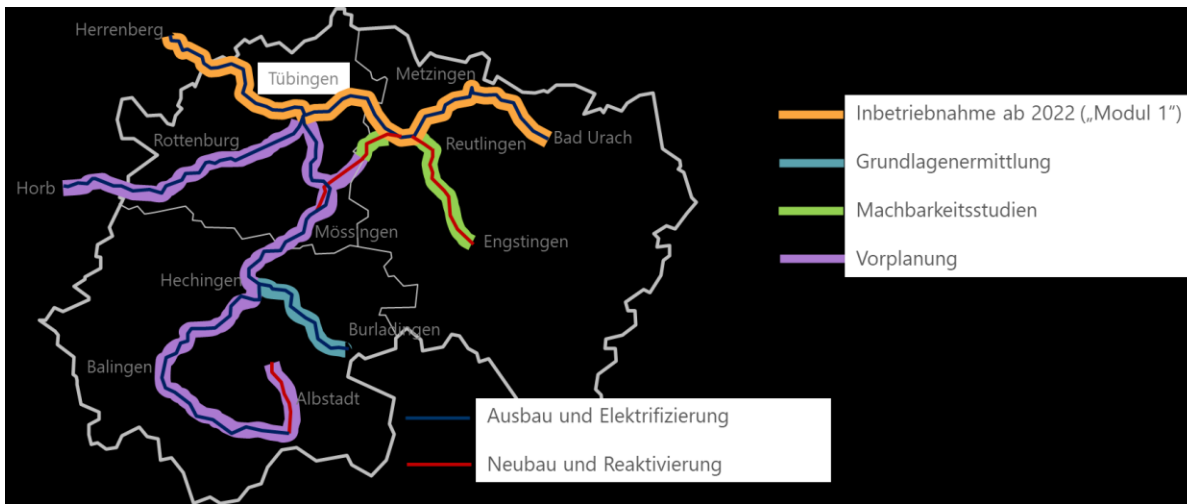 Herrenberg
Tübingen
Metzingen
Rottenburg
Reutlingen
Bad Urach
Horb
Mössingen
Engstingen
Hechingen
Burladingen
Balingen
Albstadt
Inbetriebnahme ab 2022 („Modul 1“)
Grundlagenermittlung
Machbarkeitsstudien
Vorplanung
Ausbau und Elektrifizierung
Neubau und Reaktivierung